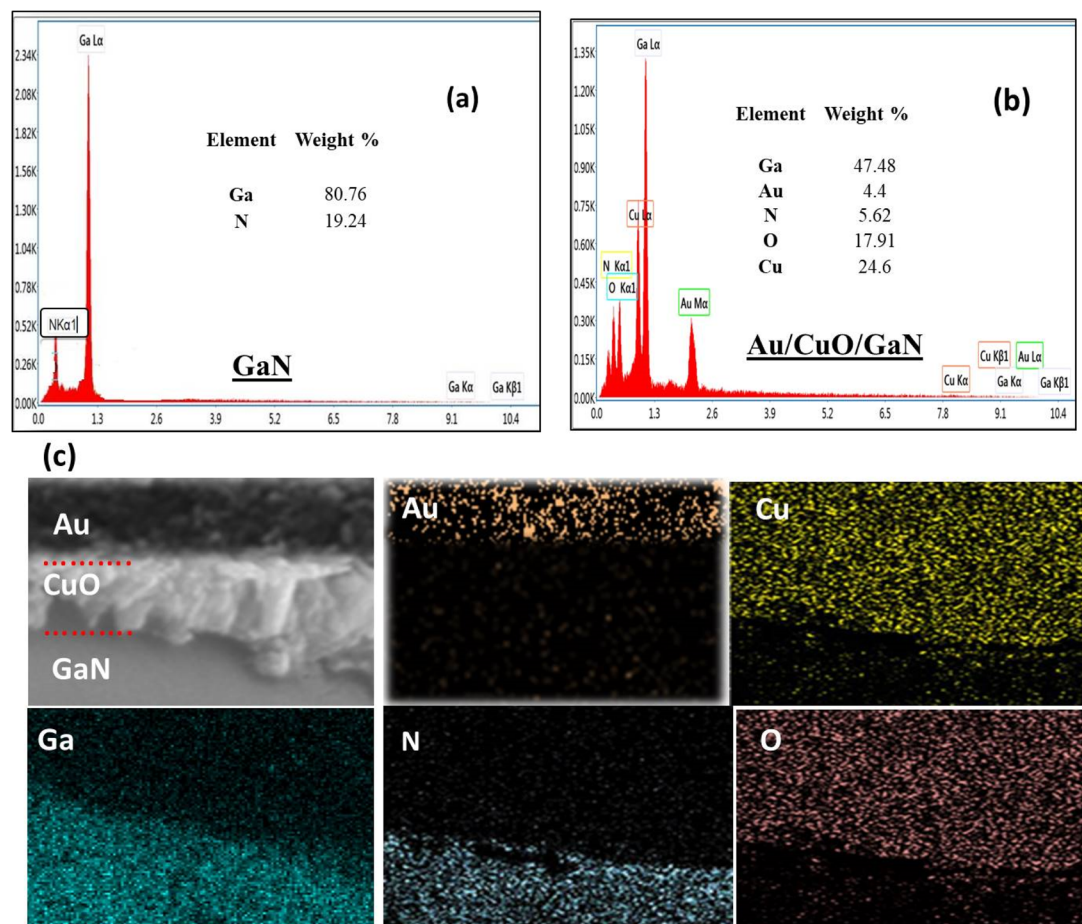 (a)
Ga Lα
2.34K
2.08K
1.82K
1.56K
1.30K
1.04K
0.78K
0.52K
0.26K
0.00K
Element Weight %
Ga 80.76
N 19.24
NKα1
GaN
Ga Kα
Ga Kβ1
0.0 1.3 2.6 3.9 5.2 6.5 7.8 9.1 10.4
(b)
Ga Lα
1.35K
1.20K
1.05K
0.90K
0.75K
0.60K
0.45K
0.30K
0.15K
0.00K
Element Weight %
Ga 47.48
Au 4.4
N 5.62
O 17.91
Cu 24.6
Cu Lα
N Kα1
O Kα1
Au Mα
Au/CuO/GaN
Cu Kβ1
Au Lα
Cu Kα
Ga Kα
Ga Kβ1
0.0 1.3 2.6 3.9 5.2 6.5 7.8 9.1 10.4
(c)
Au
CuO
GaN
Au
Cu
Ga
N
O